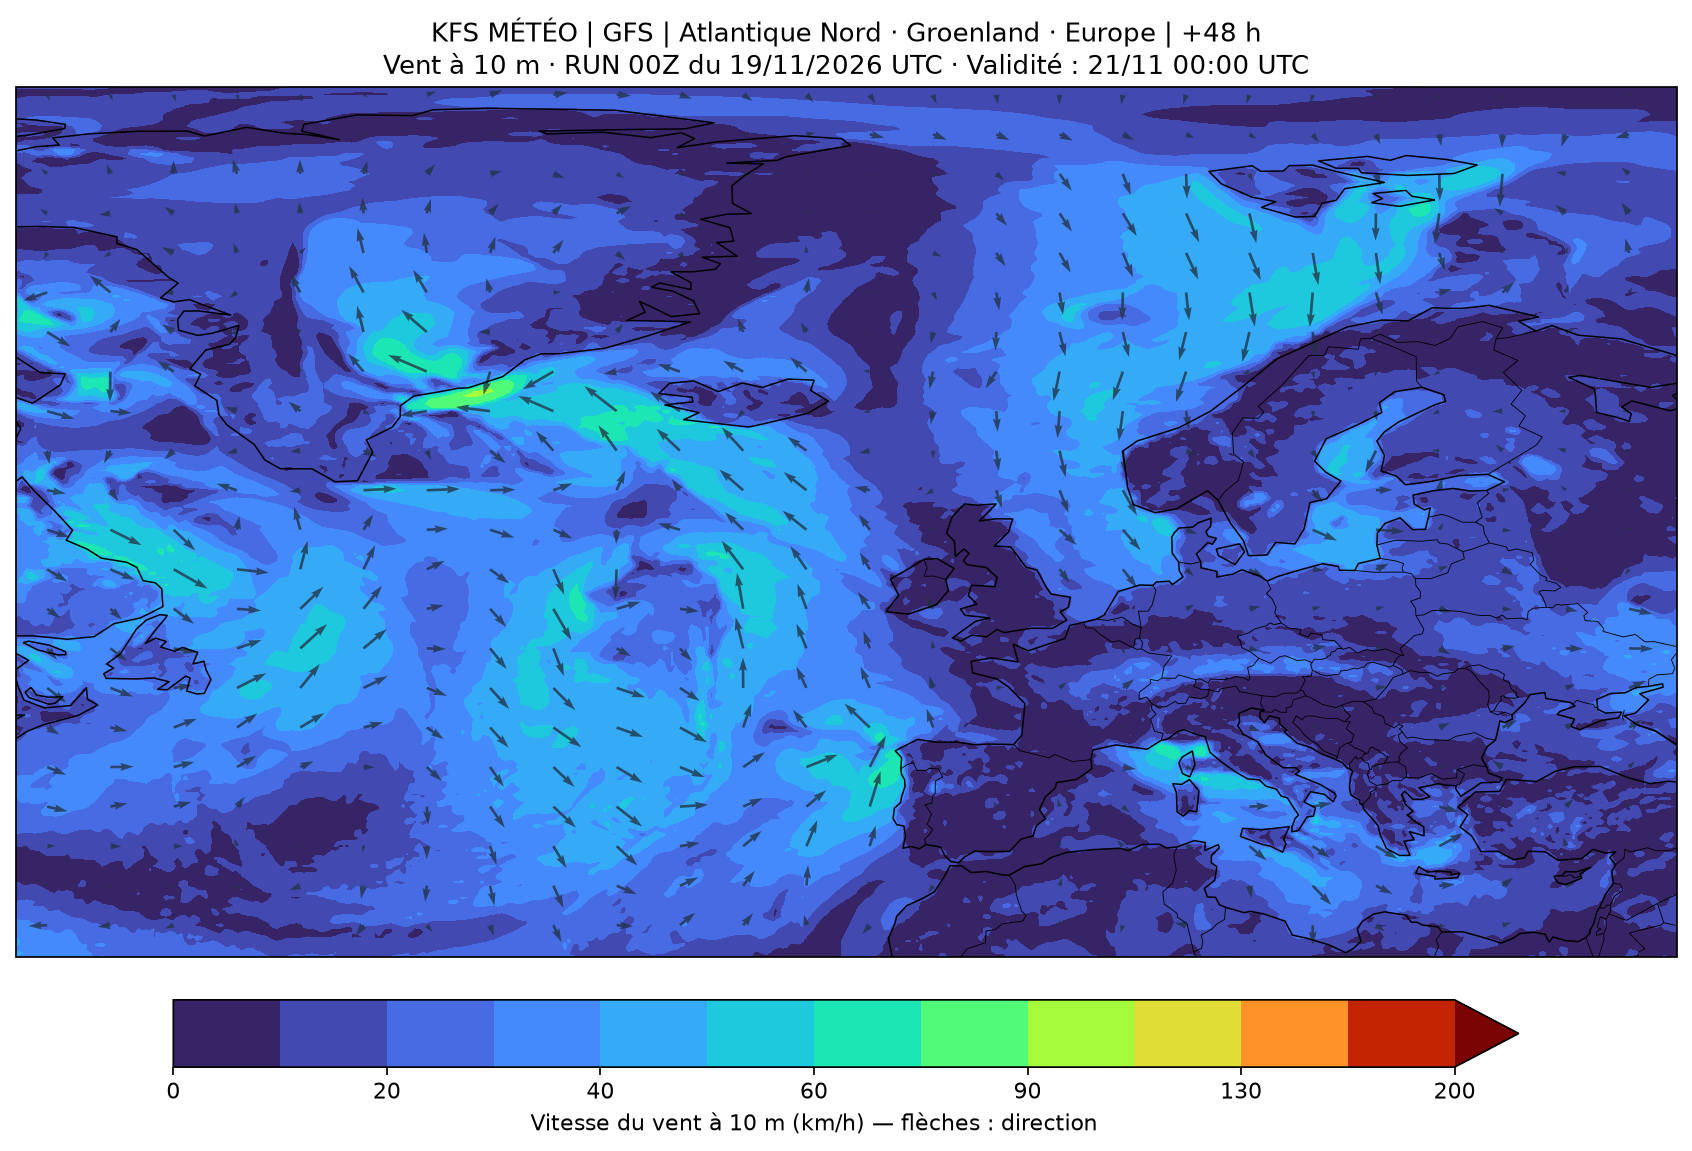 KFS MÉTÉO | GFS | Atlantique Nord · Groenland · Europe | +48 h
Vent à 10 m · RUN 00Z du 19/11/2026 UTC · Validité : 21/11 00:00 UTC
0 20 40 60 90 130 200
Vitesse du vent à 10 m (km/h) — flèches : direction